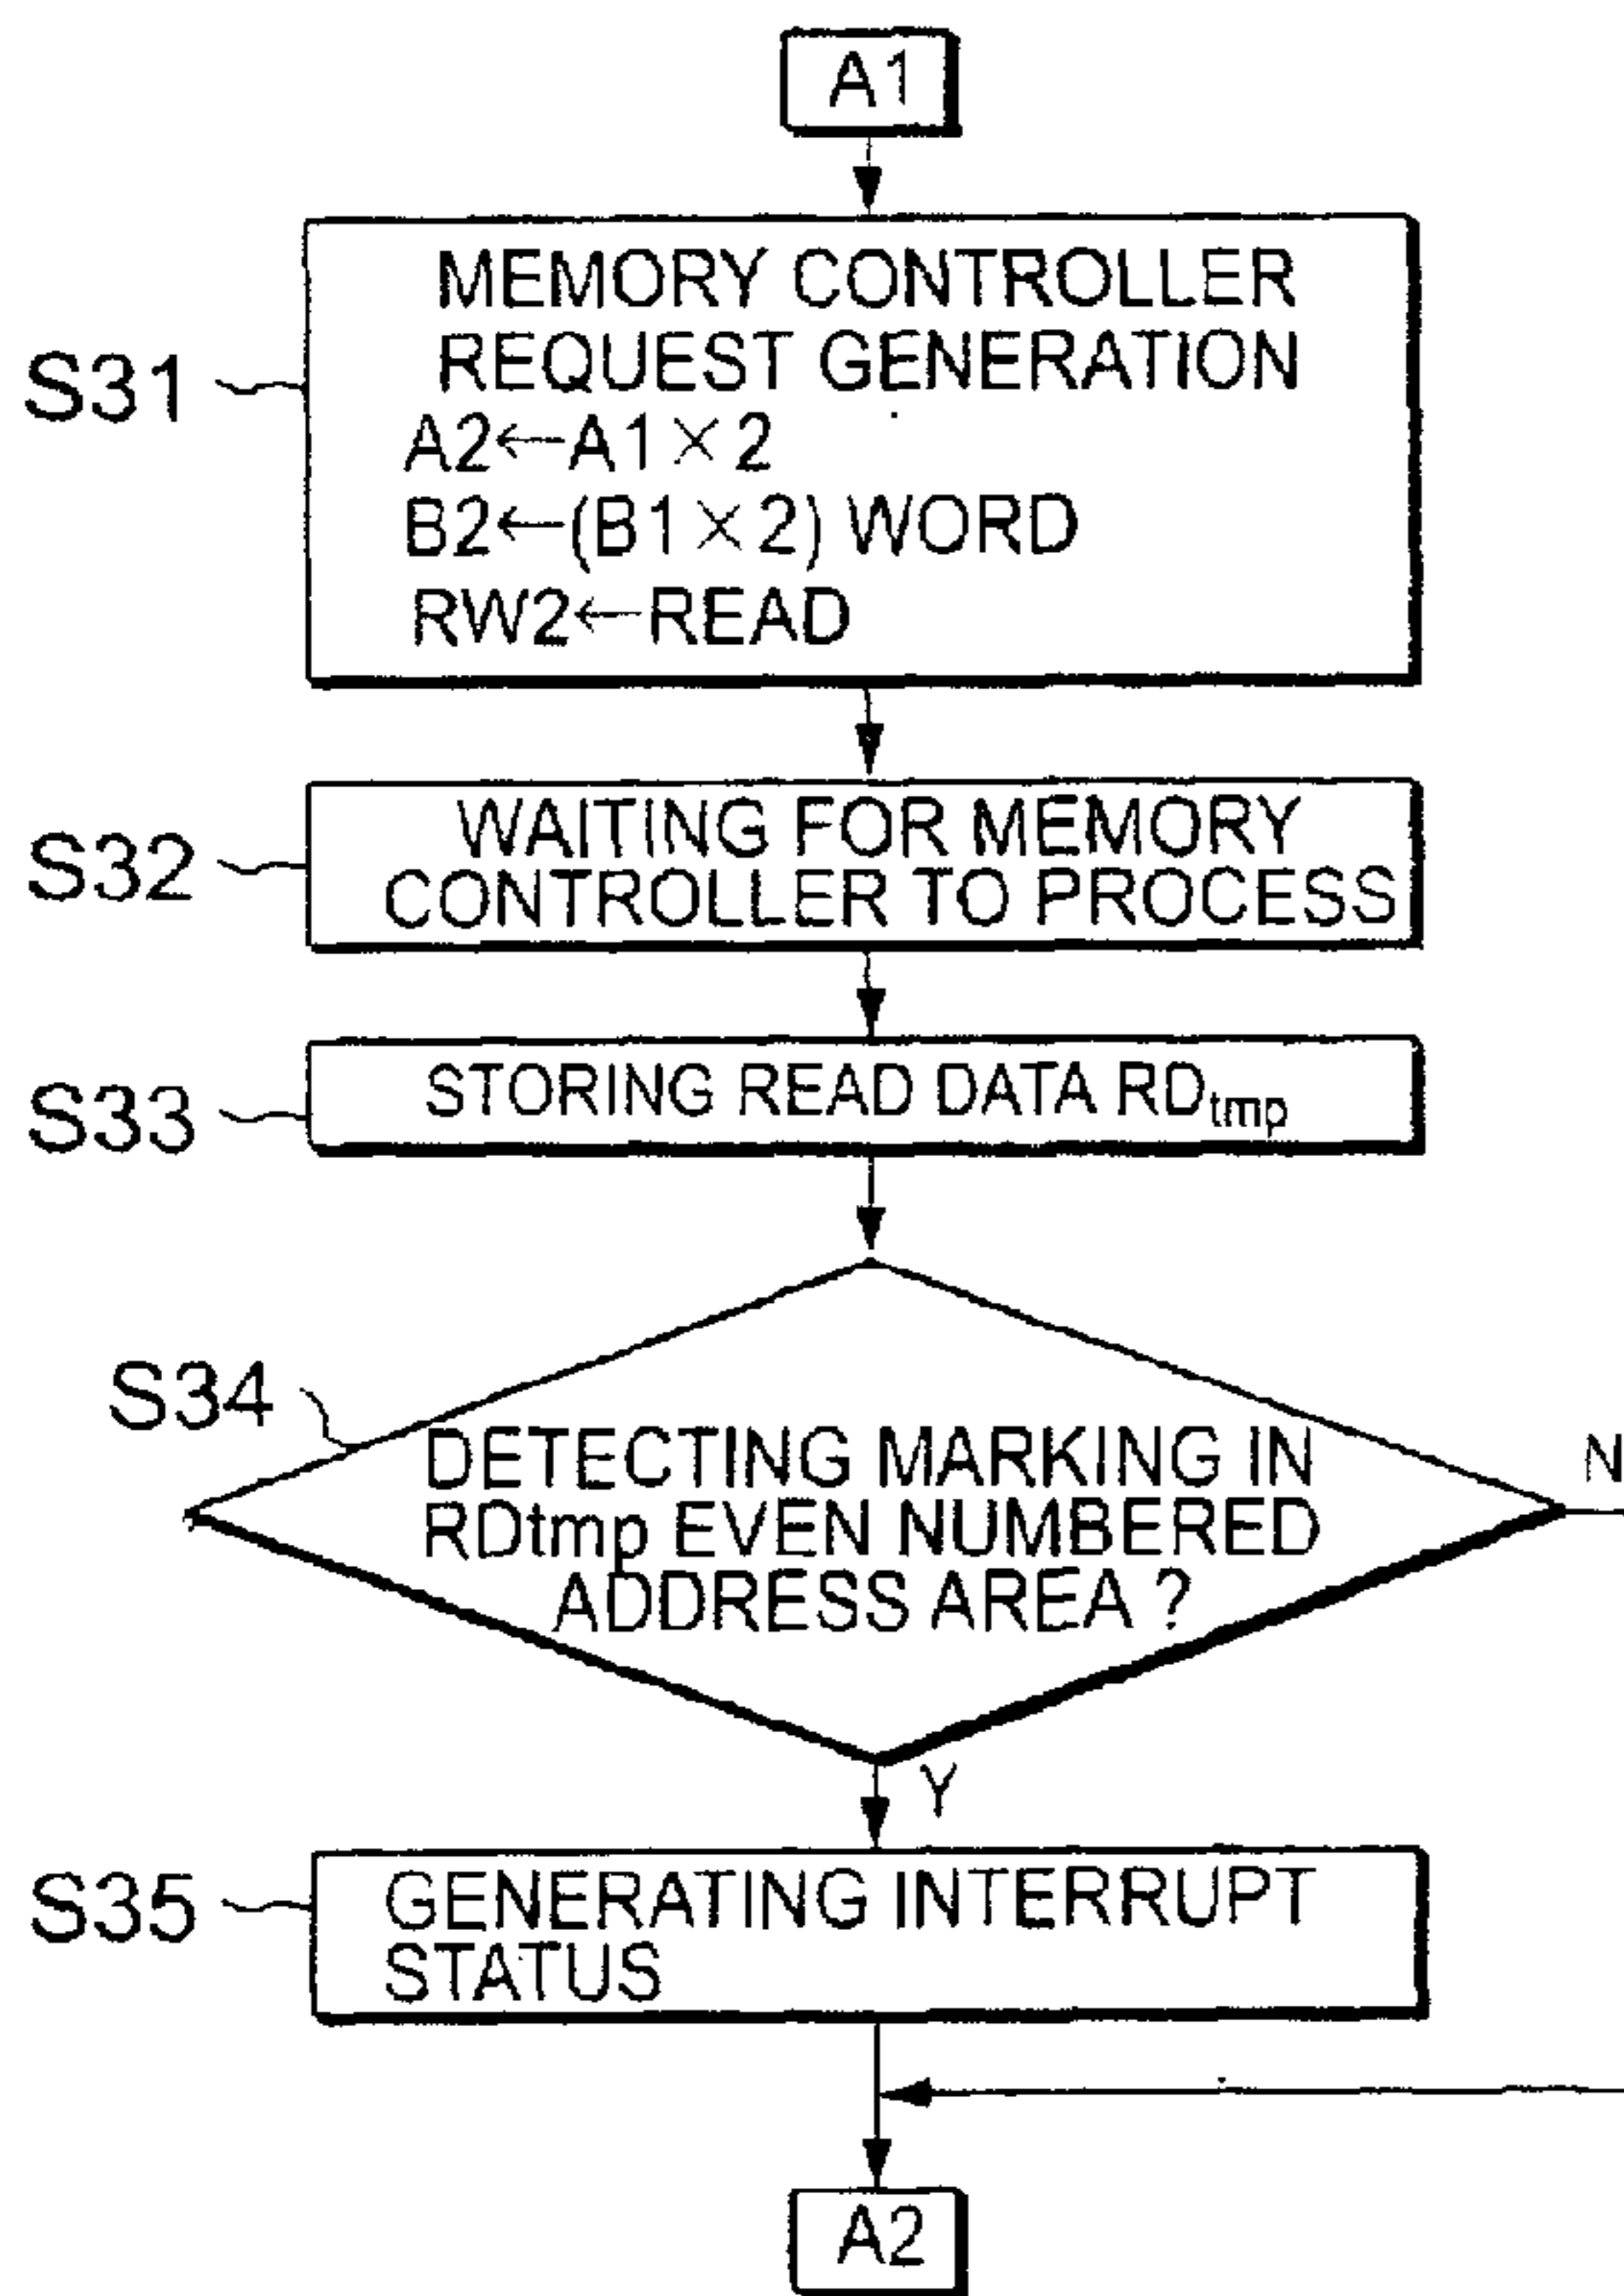 A1
S31
MEMORY CONTROLLER
REQUEST GENERATION
A2←A1×2
B2←(B1×2) WORD
RW2←READ
S32
WAITING FOR MEMORY
CONTROLLER TO PROCESS
S33
STORING READ DATA RDtmp
S34
DETECTING MARKING IN
RDtmp EVEN NUMBERED
ADDRESS AREA ?
N
Y
S35
GENERATING INTERRUPT
STATUS
A2